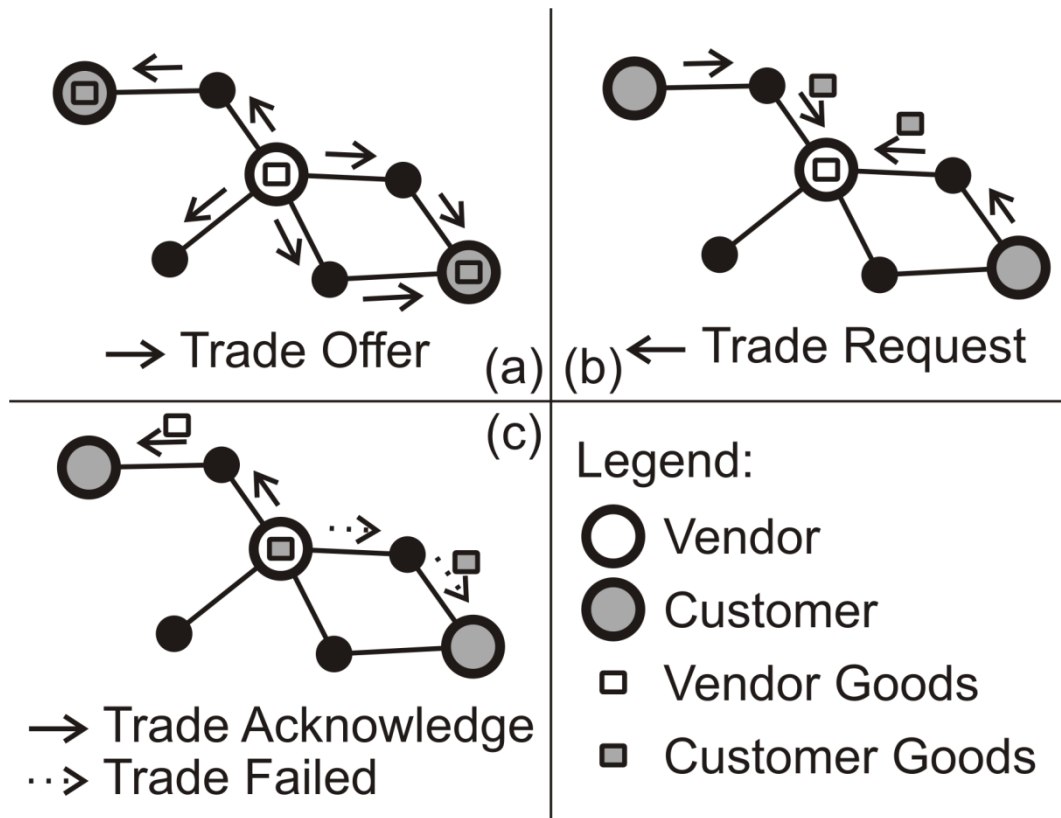 Trade Offer
(a)
(b)
Trade Request
(c)
Trade Acknowledge
Trade Failed
Legend:
Vendor
Customer
Vendor Goods
Customer Goods